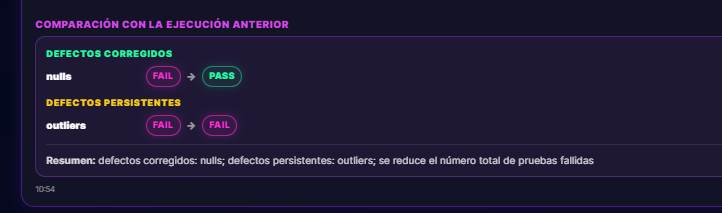 COMPARACIÓN CON LA EJECUCIÓN ANTERIOR
DEFECTOS CORREGIDOS
nulls FAIL → PASS
DEFECTOS PERSISTENTES
outliers FAIL → FAIL
Resumen: defectos corregidos: nulls; defectos persistentes: outliers; se reduce el número total de pruebas fallidas
10:54